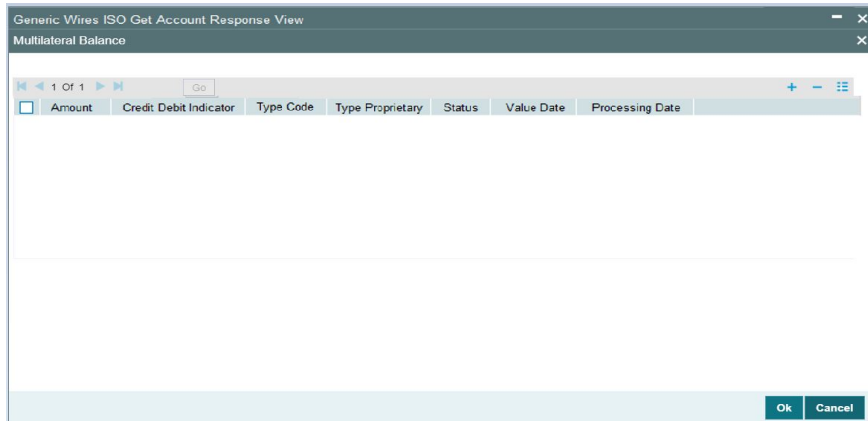 Generic Wires ISO Get Account Response View
Multilateral Balance
1 Of 1 Go
Amount Credit Debit Indicator Type Code Type Proprietary Status Value Date Processing Date
Ok Cancel